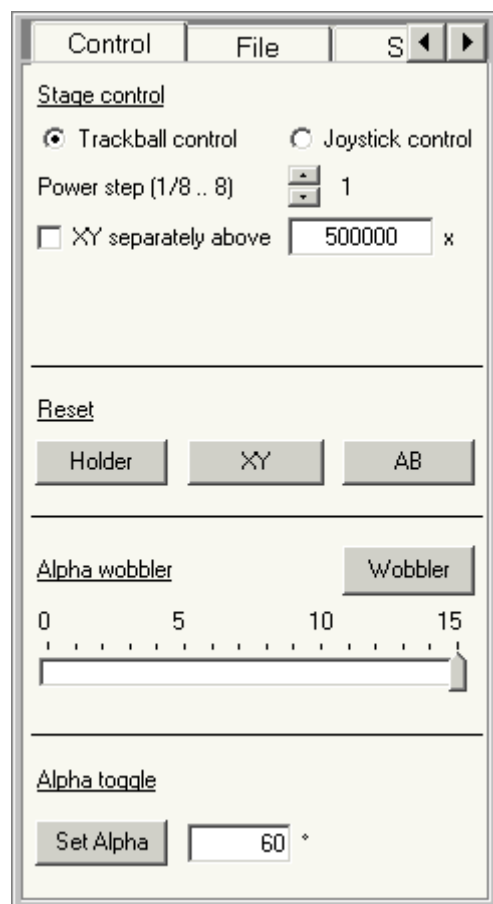 Control File S
Stage control
Trackball control Joystick control
Power step (1/8 .. 8) 1
XY separately above 500000 x
Reset
Holder XY AB
Alpha wobbler Wobbler
0 5 10 15
Alpha toggle
Set Alpha 60 °